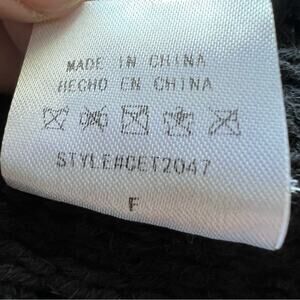 MADE IN CHINA
HECHO EN CHINA
STYLE#CET2047
F